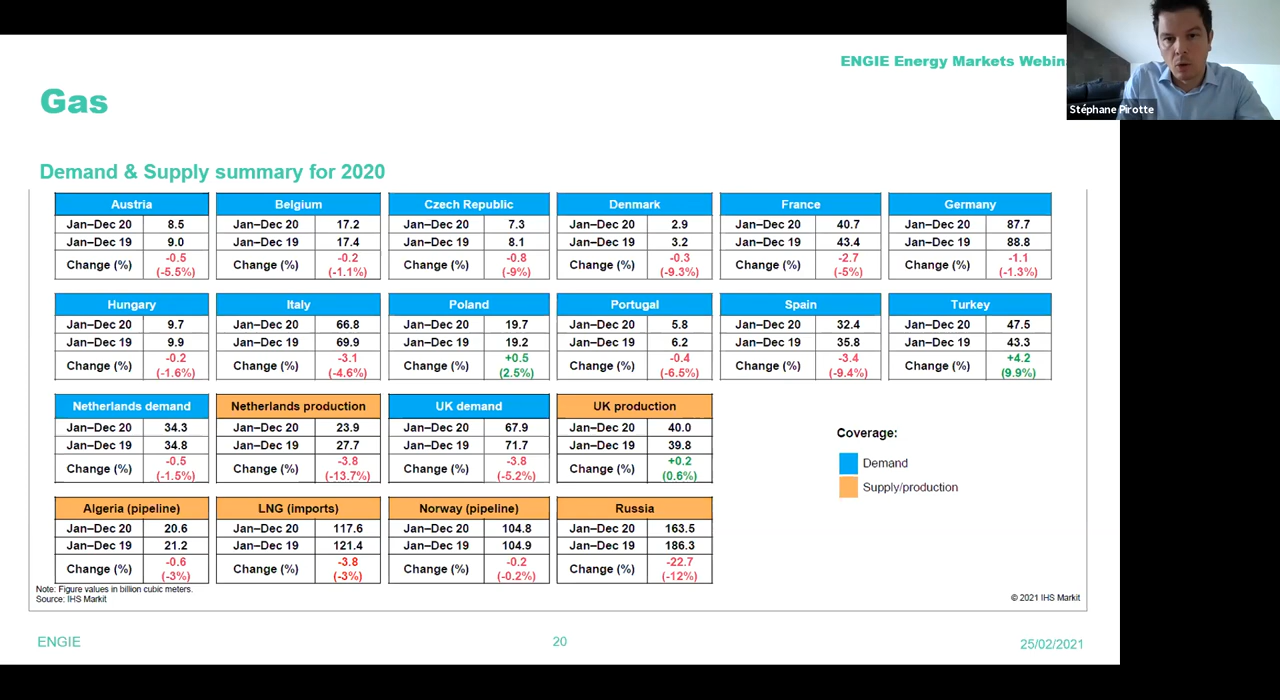 ENGIE Energy Markets Webin
Stéphane Pirotte
Gas
Demand & Supply summary for 2020
Austria Belgium Czech Republic Denmark France Germany
Jan–Dec 20 8.5 Jan–Dec 20 17.2 Jan–Dec 20 7.3 Jan–Dec 20 2.9 Jan–Dec 20 40.7 Jan–Dec 20 87.7
Jan–Dec 19 9.0 Jan–Dec 19 17.4 Jan–Dec 19 8.1 Jan–Dec 19 3.2 Jan–Dec 19 43.4 Jan–Dec 19 88.8
Change (%) -0.5 (-5.5%) Change (%) -0.2 (-1.1%) Change (%) -0.8 (-9%) Change (%) -0.3 (-9.3%) Change (%) -2.7 (-5%) Change (%) -1.1 (-1.3%)
Hungary Italy Poland Portugal Spain Turkey
Jan–Dec 20 9.7 Jan–Dec 20 66.8 Jan–Dec 20 19.7 Jan–Dec 20 5.8 Jan–Dec 20 32.4 Jan–Dec 20 47.5
Jan–Dec 19 9.9 Jan–Dec 19 69.9 Jan–Dec 19 19.2 Jan–Dec 19 6.2 Jan–Dec 19 35.8 Jan–Dec 19 43.3
Change (%) -0.2 (-1.6%) Change (%) -3.1 (-4.6%) Change (%) +0.5 (2.5%) Change (%) -0.4 (-6.5%) Change (%) -3.4 (-9.4%) Change (%) +4.2 (9.9%)
Netherlands demand Netherlands production UK demand UK production
Jan–Dec 20 34.3 Jan–Dec 20 23.9 Jan–Dec 20 67.9 Jan–Dec 20 40.0
Jan–Dec 19 34.8 Jan–Dec 19 27.7 Jan–Dec 19 71.7 Jan–Dec 19 39.8
Change (%) -0.5 (-1.5%) Change (%) -3.8 (-13.7%) Change (%) -3.8 (-5.2%) Change (%) +0.2 (0.6%)
Coverage:
Demand
Supply/production
Algeria (pipeline) LNG (imports) Norway (pipeline) Russia
Jan–Dec 20 20.6 Jan–Dec 20 117.6 Jan–Dec 20 104.8 Jan–Dec 20 163.5
Jan–Dec 19 21.2 Jan–Dec 19 121.4 Jan–Dec 19 104.9 Jan–Dec 19 186.3
Change (%) -0.6 (-3%) Change (%) -3.8 (-3%) Change (%) -0.2 (-0.2%) Change (%) -22.7 (-12%)
Note: Figure values in billion cubic meters.
Source: IHS Markit
© 2021 IHS Markit
ENGIE 20 25/02/2021